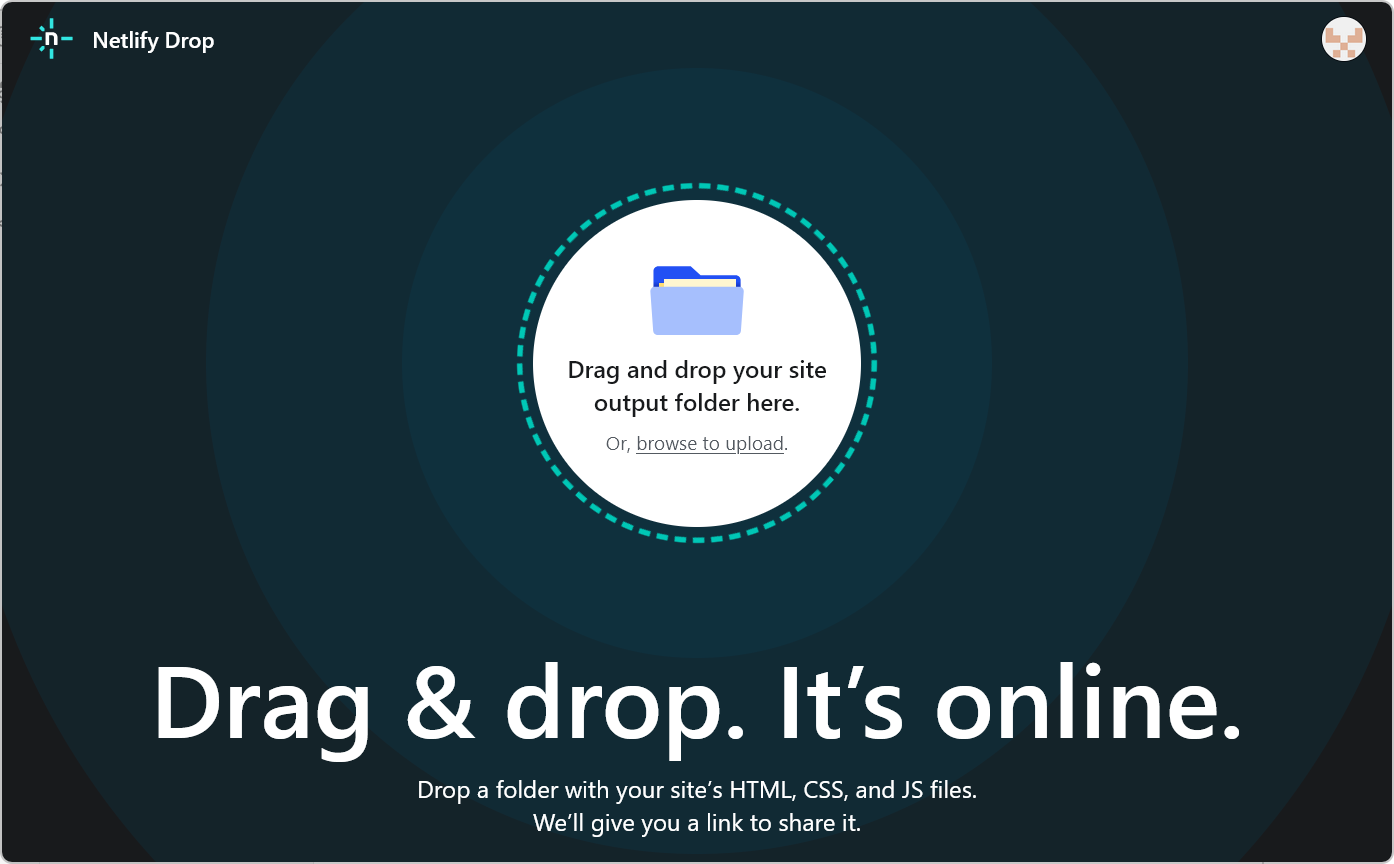 Netlify Drop
Drag and drop your site
output folder here.
Or, browse to upload.
Drag & drop. It’s online.
Drop a folder with your site’s HTML, CSS, and JS files.
We’ll give you a link to share it.